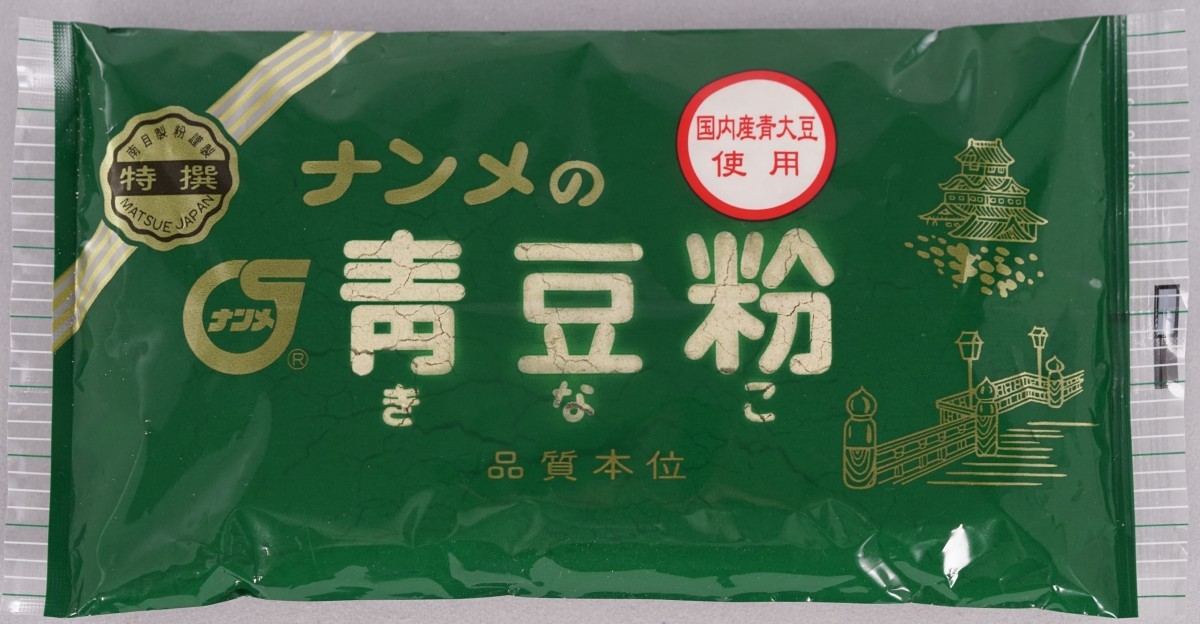 南目製粉謹製
特撰
MATSUE JAPAN
ナンメの
国内産青大豆
使用
ナンメ
®
青豆粉
きなこ
品質本位